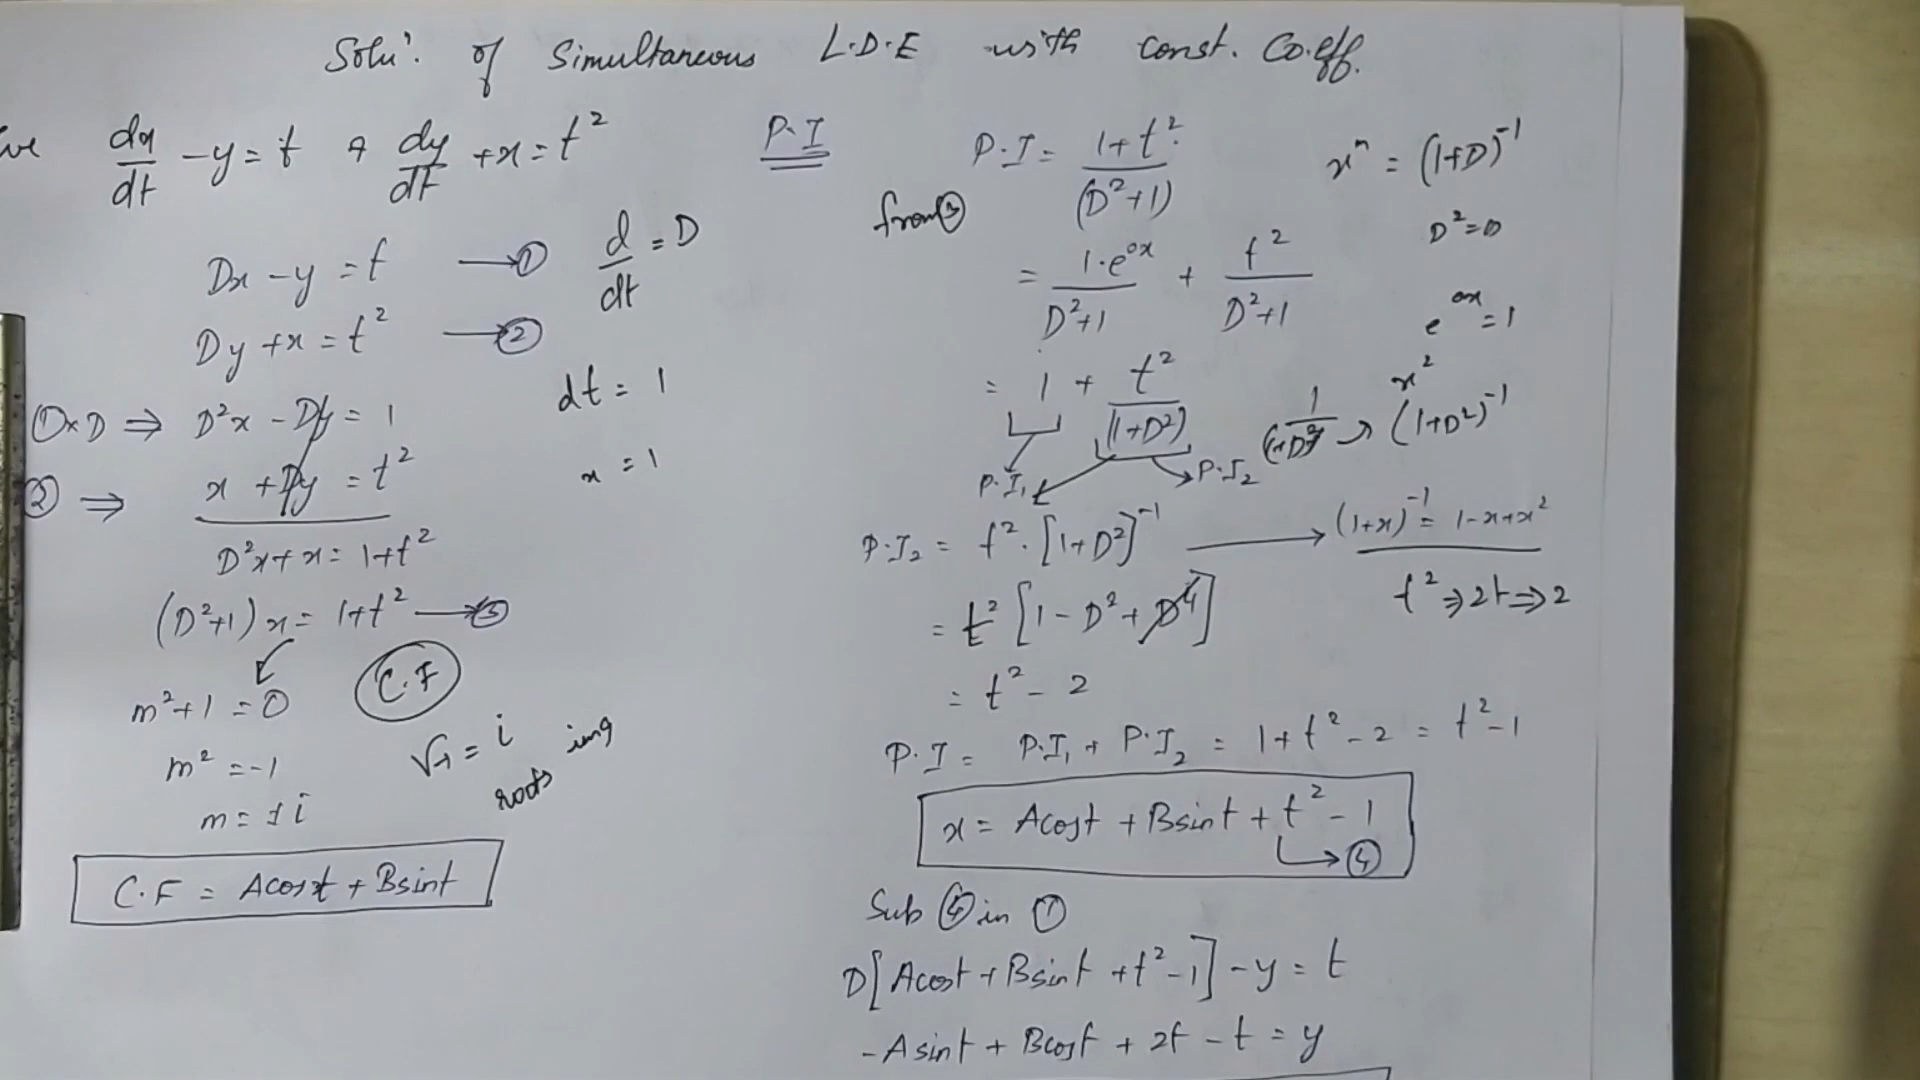 Solu'. of Simultaneous L.D.E with const. Co.eff.
ve dx/dt - y = t & dy/dt + x = t²
Dx - y = t → ①
d/dt = D
Dy + x = t² → ②
dt = 1
①×D ⇒ D²x - Dy = 1
x = 1
② ⇒ x + Dy = t²
D²x + x = 1+t²
(D²+1) x = 1+t² → ③
m²+1 = 0
C.F
m² = -1
√-1 = i
img
roots
m = ±i
C.F = Acost + Bsint
P.I
P.I = 1+t²/(D²+1)
from ③
xⁿ = (1+D)⁻¹
D² = 0
= 1·e⁰ˣ/D²+1 + t²/D²+1
e⁰ˣ = 1
= 1 + t²/(1+D²)
x²
1/(1+D²) → (1+D²)⁻¹
P.I₁
P.I₂
P.I₂ = t². [1+D²]⁻¹ → (1+x)⁻¹ = 1-x+x²
= t² [1 - D² + D⁴]
t² ⇒ 2t ⇒ 2
= t² - 2
P.I = P.I₁ + P.I₂ = 1+t²-2 = t²-1
x = Acost + Bsint + t² - 1
→ ④
Sub ④ in ①
D[Acost + Bsint + t²-1] - y = t
-Asint + Bcost + 2t - t = y